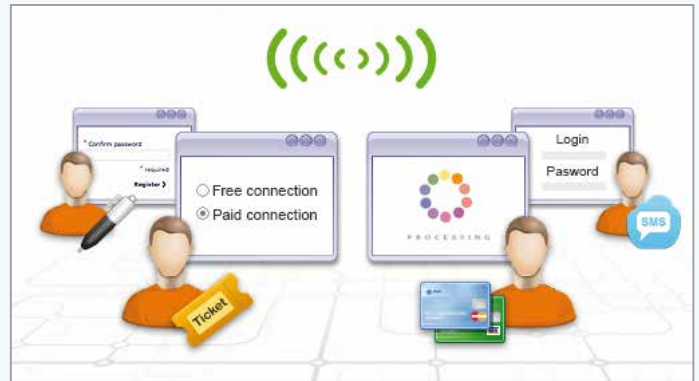 * Confirm password
* required
Register ❯
Free connection
Paid connection
Ticket
PROCESSING
Login
Pasword
SMS